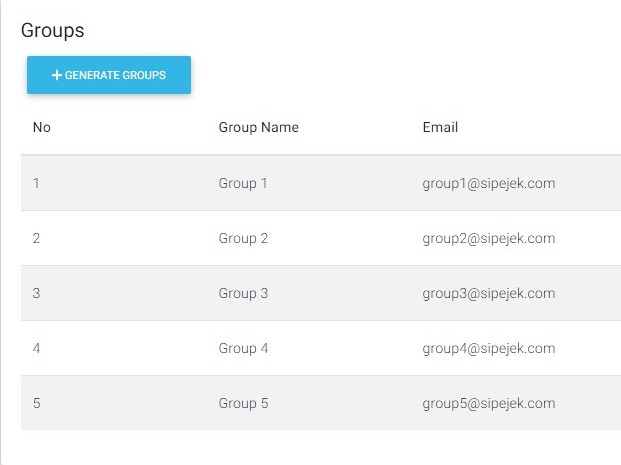 Groups
+ GENERATE GROUPS
No Group Name Email
1 Group 1 group1@sipejek.com
2 Group 2 group2@sipejek.com
3 Group 3 group3@sipejek.com
4 Group 4 group4@sipejek.com
5 Group 5 group5@sipejek.com